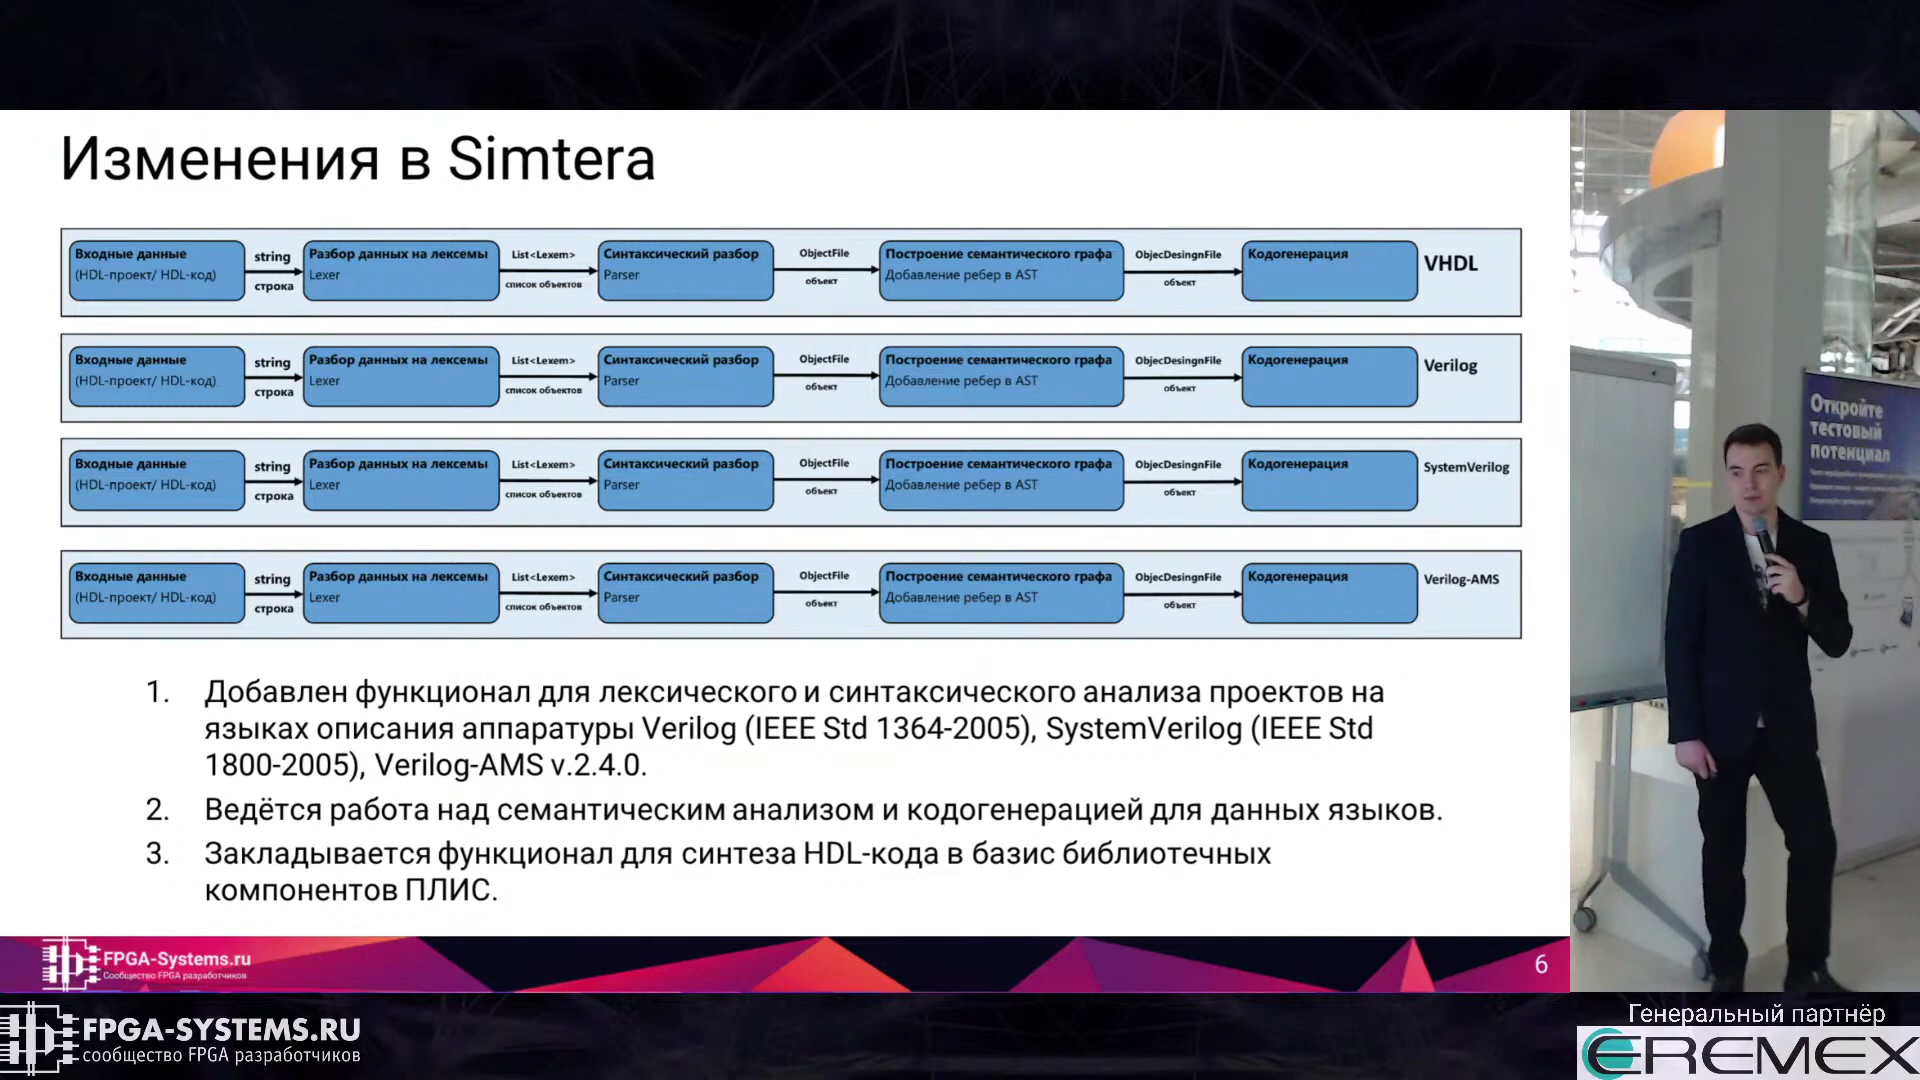 Изменения в Simtera
Входные данные
(HDL-проект/ HDL-код)
string
строка
Разбор данных на лексемы
Lexer
List<Lexem>
список объектов
Синтаксический разбор
Parser
ObjectFile
объект
Построение семантического графа
Добавление ребер в AST
ObjecDesingnFile
объект
Кодогенерация
VHDL
Входные данные
(HDL-проект/ HDL-код)
string
строка
Разбор данных на лексемы
Lexer
List<Lexem>
список объектов
Синтаксический разбор
Parser
ObjectFile
объект
Построение семантического графа
Добавление ребер в AST
ObjecDesingnFile
объект
Кодогенерация
Verilog
Входные данные
(HDL-проект/ HDL-код)
string
строка
Разбор данных на лексемы
Lexer
List<Lexem>
список объектов
Синтаксический разбор
Parser
ObjectFile
объект
Построение семантического графа
Добавление ребер в AST
ObjecDesingnFile
объект
Кодогенерация
SystemVerilog
Входные данные
(HDL-проект/ HDL-код)
string
строка
Разбор данных на лексемы
Lexer
List<Lexem>
список объектов
Синтаксический разбор
Parser
ObjectFile
объект
Построение семантического графа
Добавление ребер в AST
ObjecDesingnFile
объект
Кодогенерация
Verilog-AMS
1. Добавлен функционал для лексического и синтаксического анализа проектов на
языках описания аппаратуры Verilog (IEEE Std 1364-2005), SystemVerilog (IEEE Std
1800-2005), Verilog-AMS v.2.4.0.
2. Ведётся работа над семантическим анализом и кодогенерацией для данных языков.
3. Закладывается функционал для синтеза HDL-кода в базис библиотечных
компонентов ПЛИС.
FPGA-Systems.ru
Сообщество FPGA разработчиков
6
Откройте
тестовый
потенциал
FPGA-SYSTEMS.RU
сообщество FPGA разработчиков
Генеральный партнёр
EREMEX